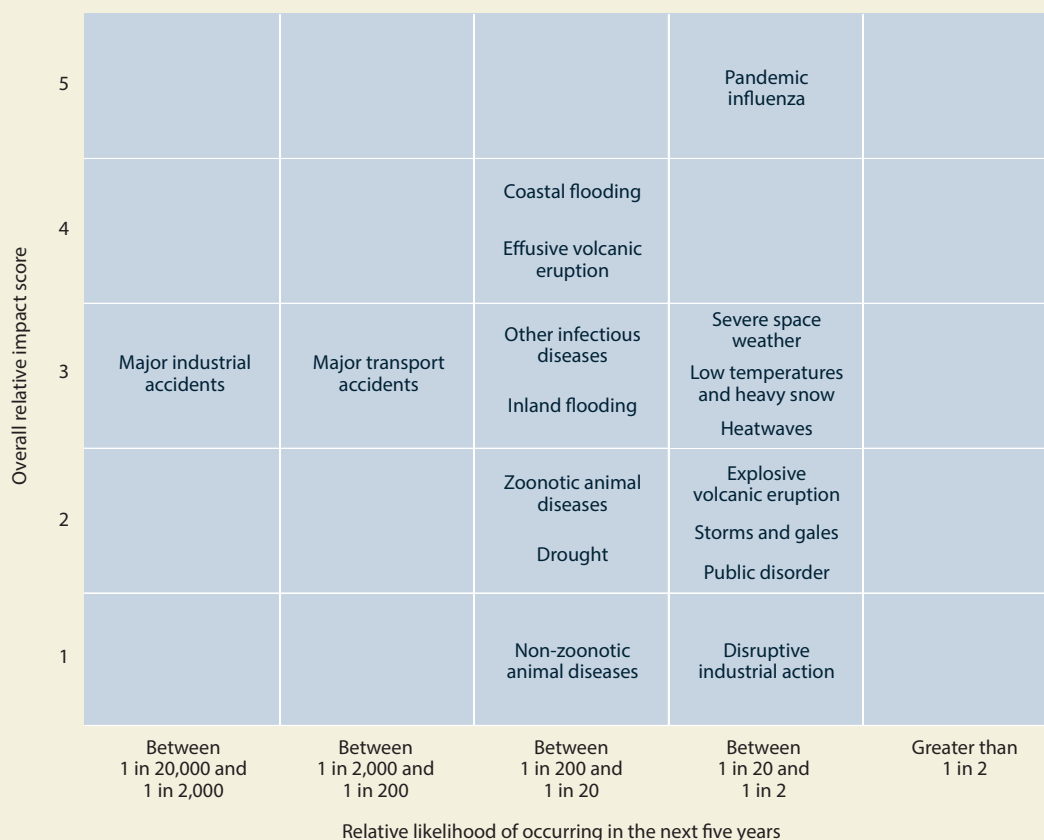 5
Pandemic
influenza
Coastal flooding
4
Effusive volcanic
eruption
Overall relative impact score
Severe space
weather
Other infectious
diseases
Major industrial
accidents
Major transport
accidents
3
Low temperatures
and heavy snow
Inland flooding
Heatwaves
Explosive
volcanic eruption
Zoonotic animal
diseases
2
Storms and gales
Drought
Public disorder
1
Non-zoonotic
animal diseases
Disruptive
industrial action
Between
1 in 20,000 and
1 in 2,000
Between
1 in 2,000 and
1 in 200
Between
1 in 200 and
1 in 20
Between
1 in 20 and
1 in 2
Greater than
1 in 2
Relative likelihood of occurring in the next five years